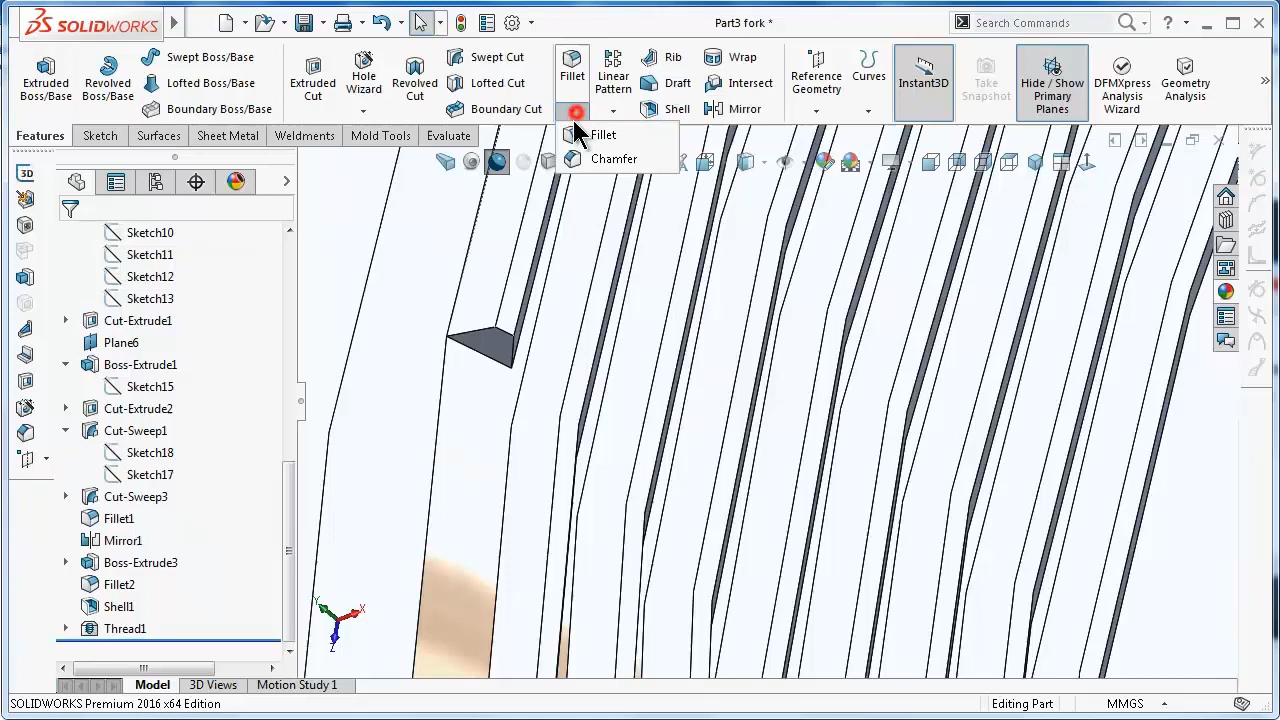 SOLIDWORKS
Part3 fork *
Search Commands
?
Extruded Boss/Base
Revolved Boss/Base
Swept Boss/Base
Lofted Boss/Base
Boundary Boss/Base
Extruded Cut
Hole Wizard
Revolved Cut
Swept Cut
Lofted Cut
Boundary Cut
Fillet
Linear Pattern
Rib
Draft
Shell
Wrap
Intersect
Mirror
Reference Geometry
Curves
Instant3D
Take Snapshot
Hide / Show Primary Planes
DFMXpress Analysis Wizard
Geometry Analysis
Features
Sketch
Surfaces
Sheet Metal
Weldments
Mold Tools
Evaluate
Fillet
Chamfer
3D
Sketch10
Sketch11
Sketch12
Sketch13
Cut-Extrude1
Plane6
Boss-Extrude1
Sketch15
Cut-Extrude2
Cut-Sweep1
Sketch18
Sketch17
Cut-Sweep3
Fillet1
Mirror1
Boss-Extrude3
Fillet2
Shell1
Thread1
Y
X
Z
Model
3D Views
Motion Study 1
SOLIDWORKS Premium 2016 x64 Edition
Editing Part
MMGS